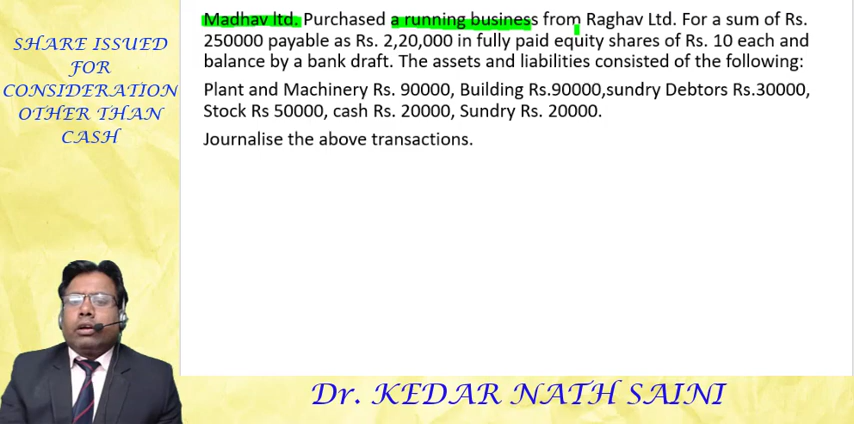 SHARE ISSUED
FOR
CONSIDERATION
OTHER THAN
CASH
Madhav ltd. Purchased a running business from Raghav Ltd. For a sum of Rs.
250000 payable as Rs. 2,20,000 in fully paid equity shares of Rs. 10 each and
balance by a bank draft. The assets and liabilities consisted of the following:
Plant and Machinery Rs. 90000, Building Rs.90000,sundry Debtors Rs.30000,
Stock Rs 50000, cash Rs. 20000, Sundry Rs. 20000.
Journalise the above transactions.
Dr. KEDAR NATH SAINI